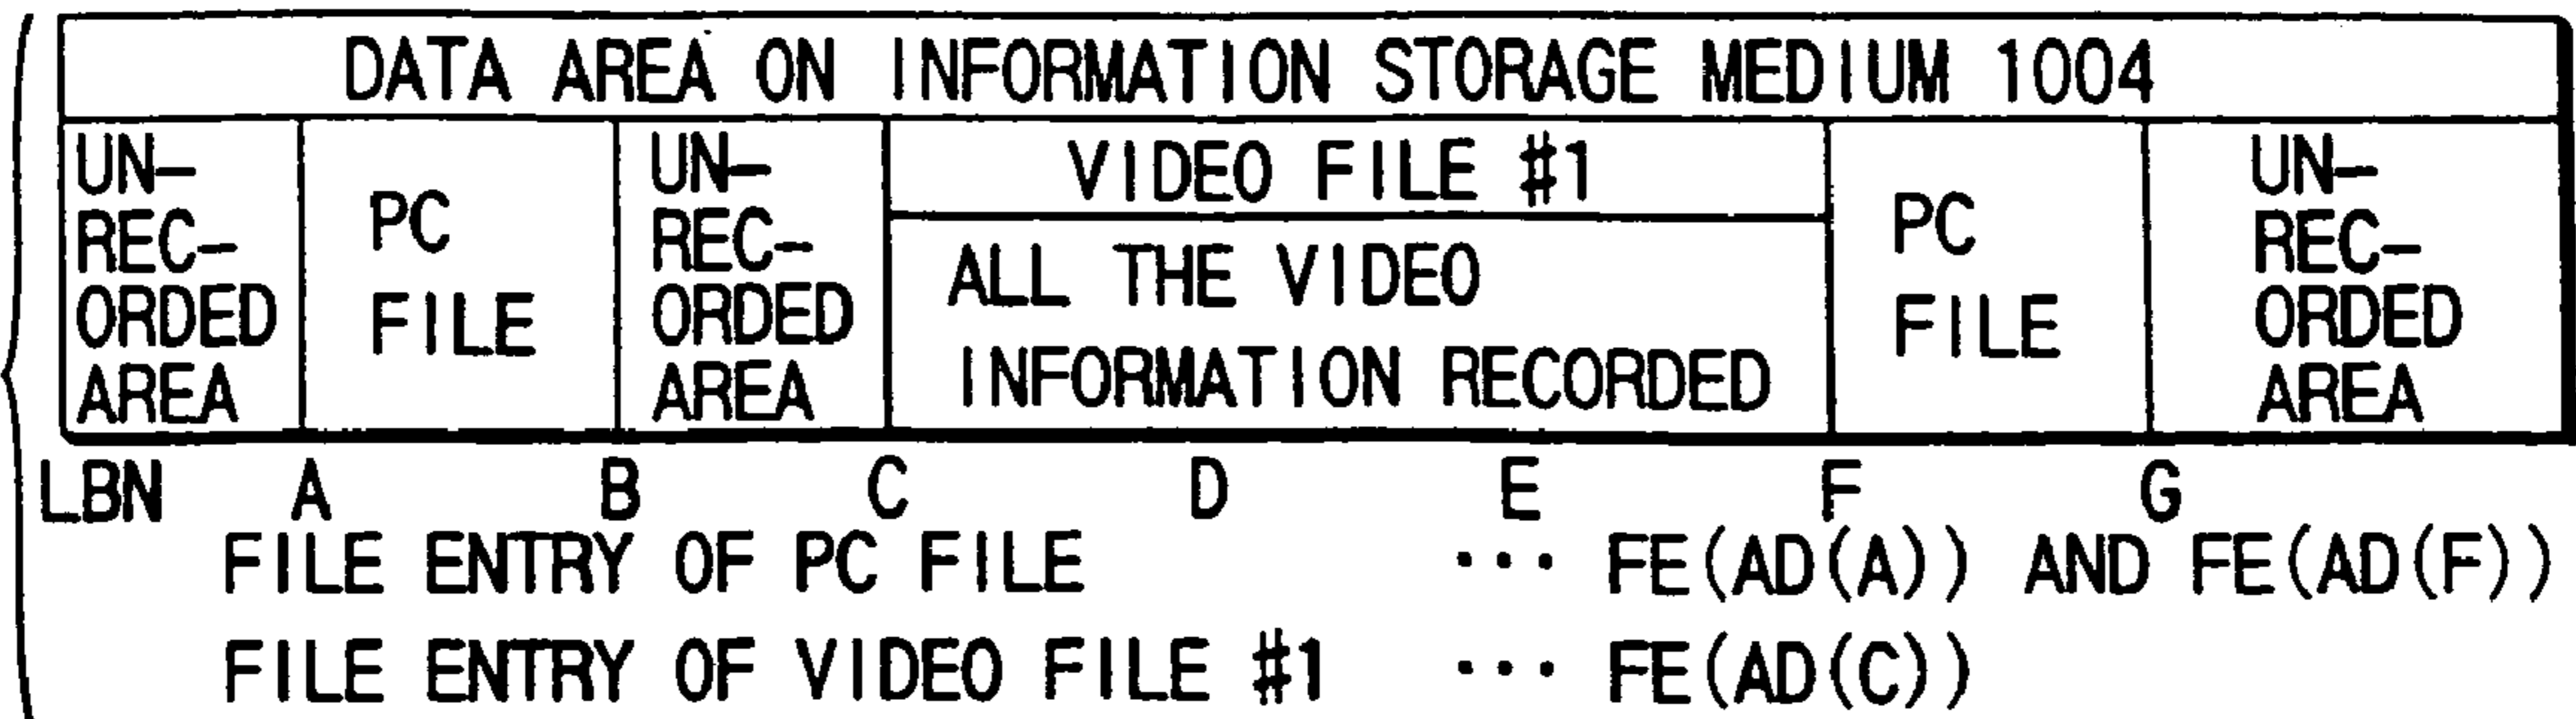 DATA AREA ON INFORMATION STORAGE MEDIUM 1004
UN-
REC-
ORDED
AREA
PC
FILE
UN-
REC-
ORDED
AREA
VIDEO FILE #1
ALL THE VIDEO
INFORMATION RECORDED
PC
FILE
UN-
REC-
ORDED
AREA
LBN A B C D E F G
FILE ENTRY OF PC FILE ··· FE(AD(A)) AND FE(AD(F))
FILE ENTRY OF VIDEO FILE #1 ··· FE(AD(C))